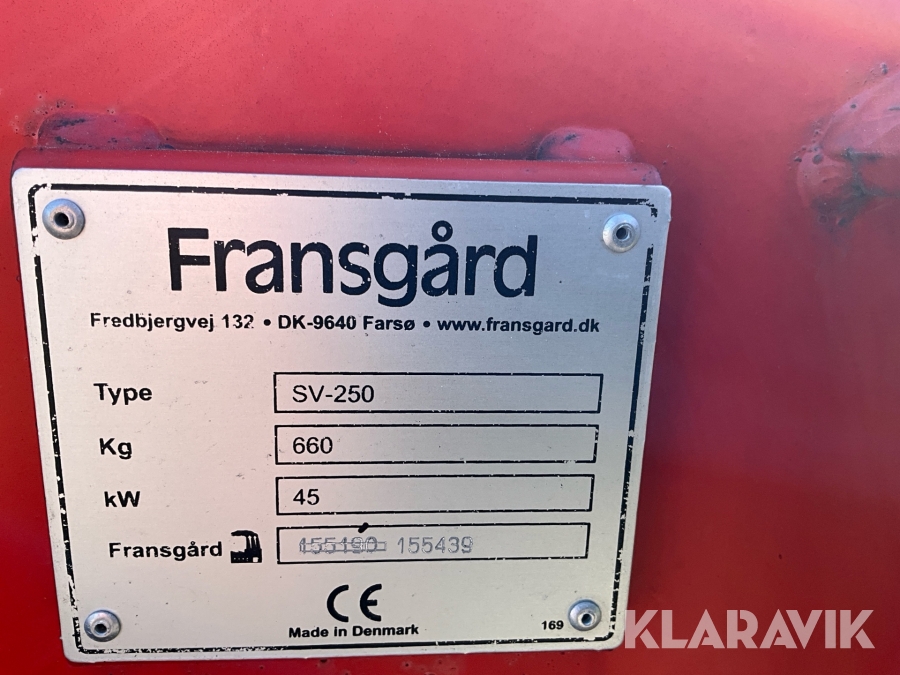 Fransgård
Fredbjergvej 132 • DK-9640 Farsø • www.fransgard.dk
Type SV-250
Kg 660
kW 45
Fransgård 155190 155439
CE
Made in Denmark
169
KLARAVIK